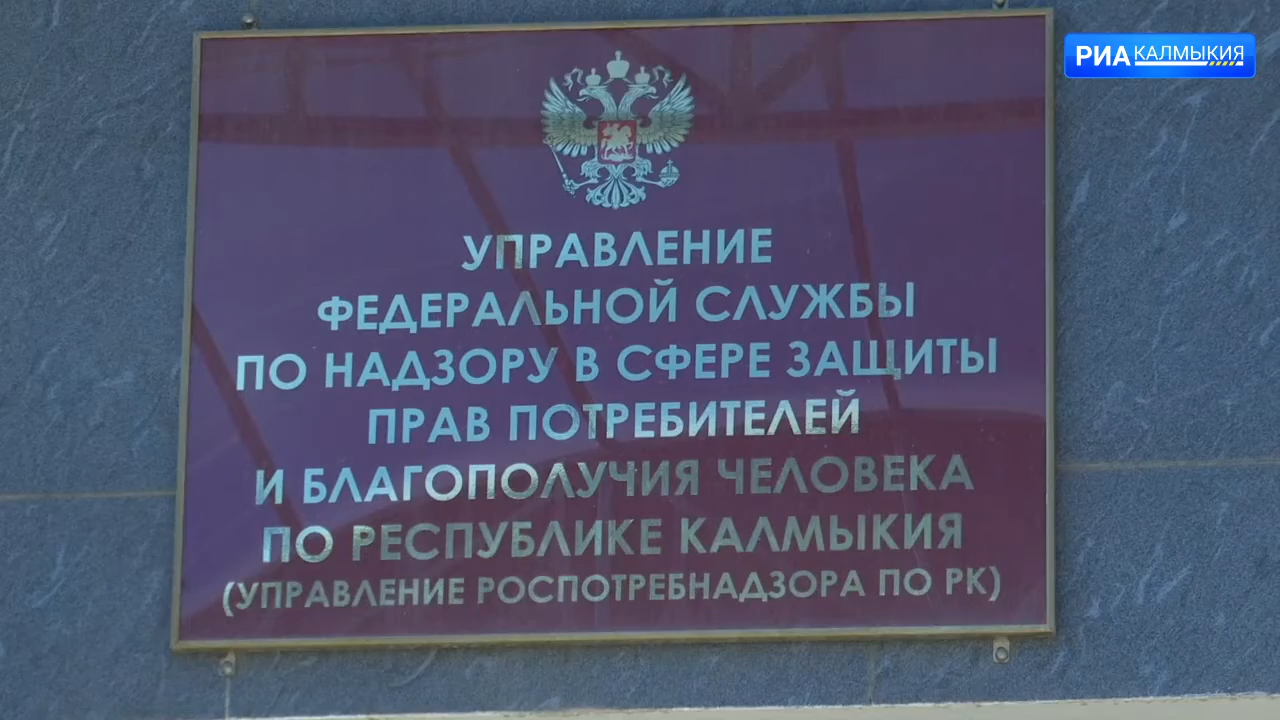 РИА КАЛМЫКИЯ
УПРАВЛЕНИЕ
ФЕДЕРАЛЬНОЙ СЛУЖБЫ
ПО НАДЗОРУ В СФЕРЕ ЗАЩИТЫ
ПРАВ ПОТРЕБИТЕЛЕЙ
И БЛАГОПОЛУЧИЯ ЧЕЛОВЕКА
ПО РЕСПУБЛИКЕ КАЛМЫКИЯ
(УПРАВЛЕНИЕ РОСПОТРЕБНАДЗОРА ПО РК)